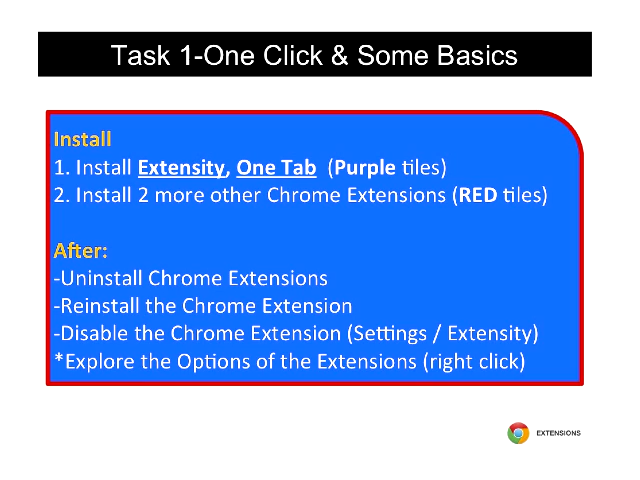 Task 1-One Click & Some Basics
Install
1. Install Extensity, One Tab (Purple tiles)
2. Install 2 more other Chrome Extensions (RED tiles)
After:
-Uninstall Chrome Extensions
-Reinstall the Chrome Extension
-Disable the Chrome Extension (Settings / Extensity)
*Explore the Options of the Extensions (right click)
EXTENSIONS